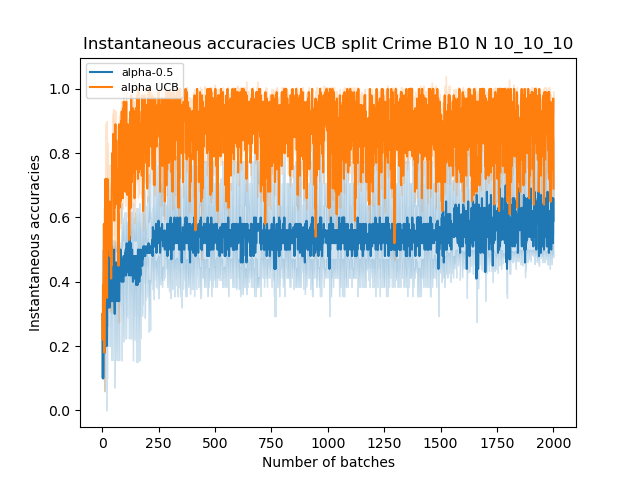 Instantaneous accuracies UCB split Crime B10 N 10_10_10
alpha-0.5
alpha UCB
1.0
0.8
0.6
0.4
0.2
0.0
Instantaneous accuracies
0 250 500 750 1000 1250 1500 1750 2000
Number of batches